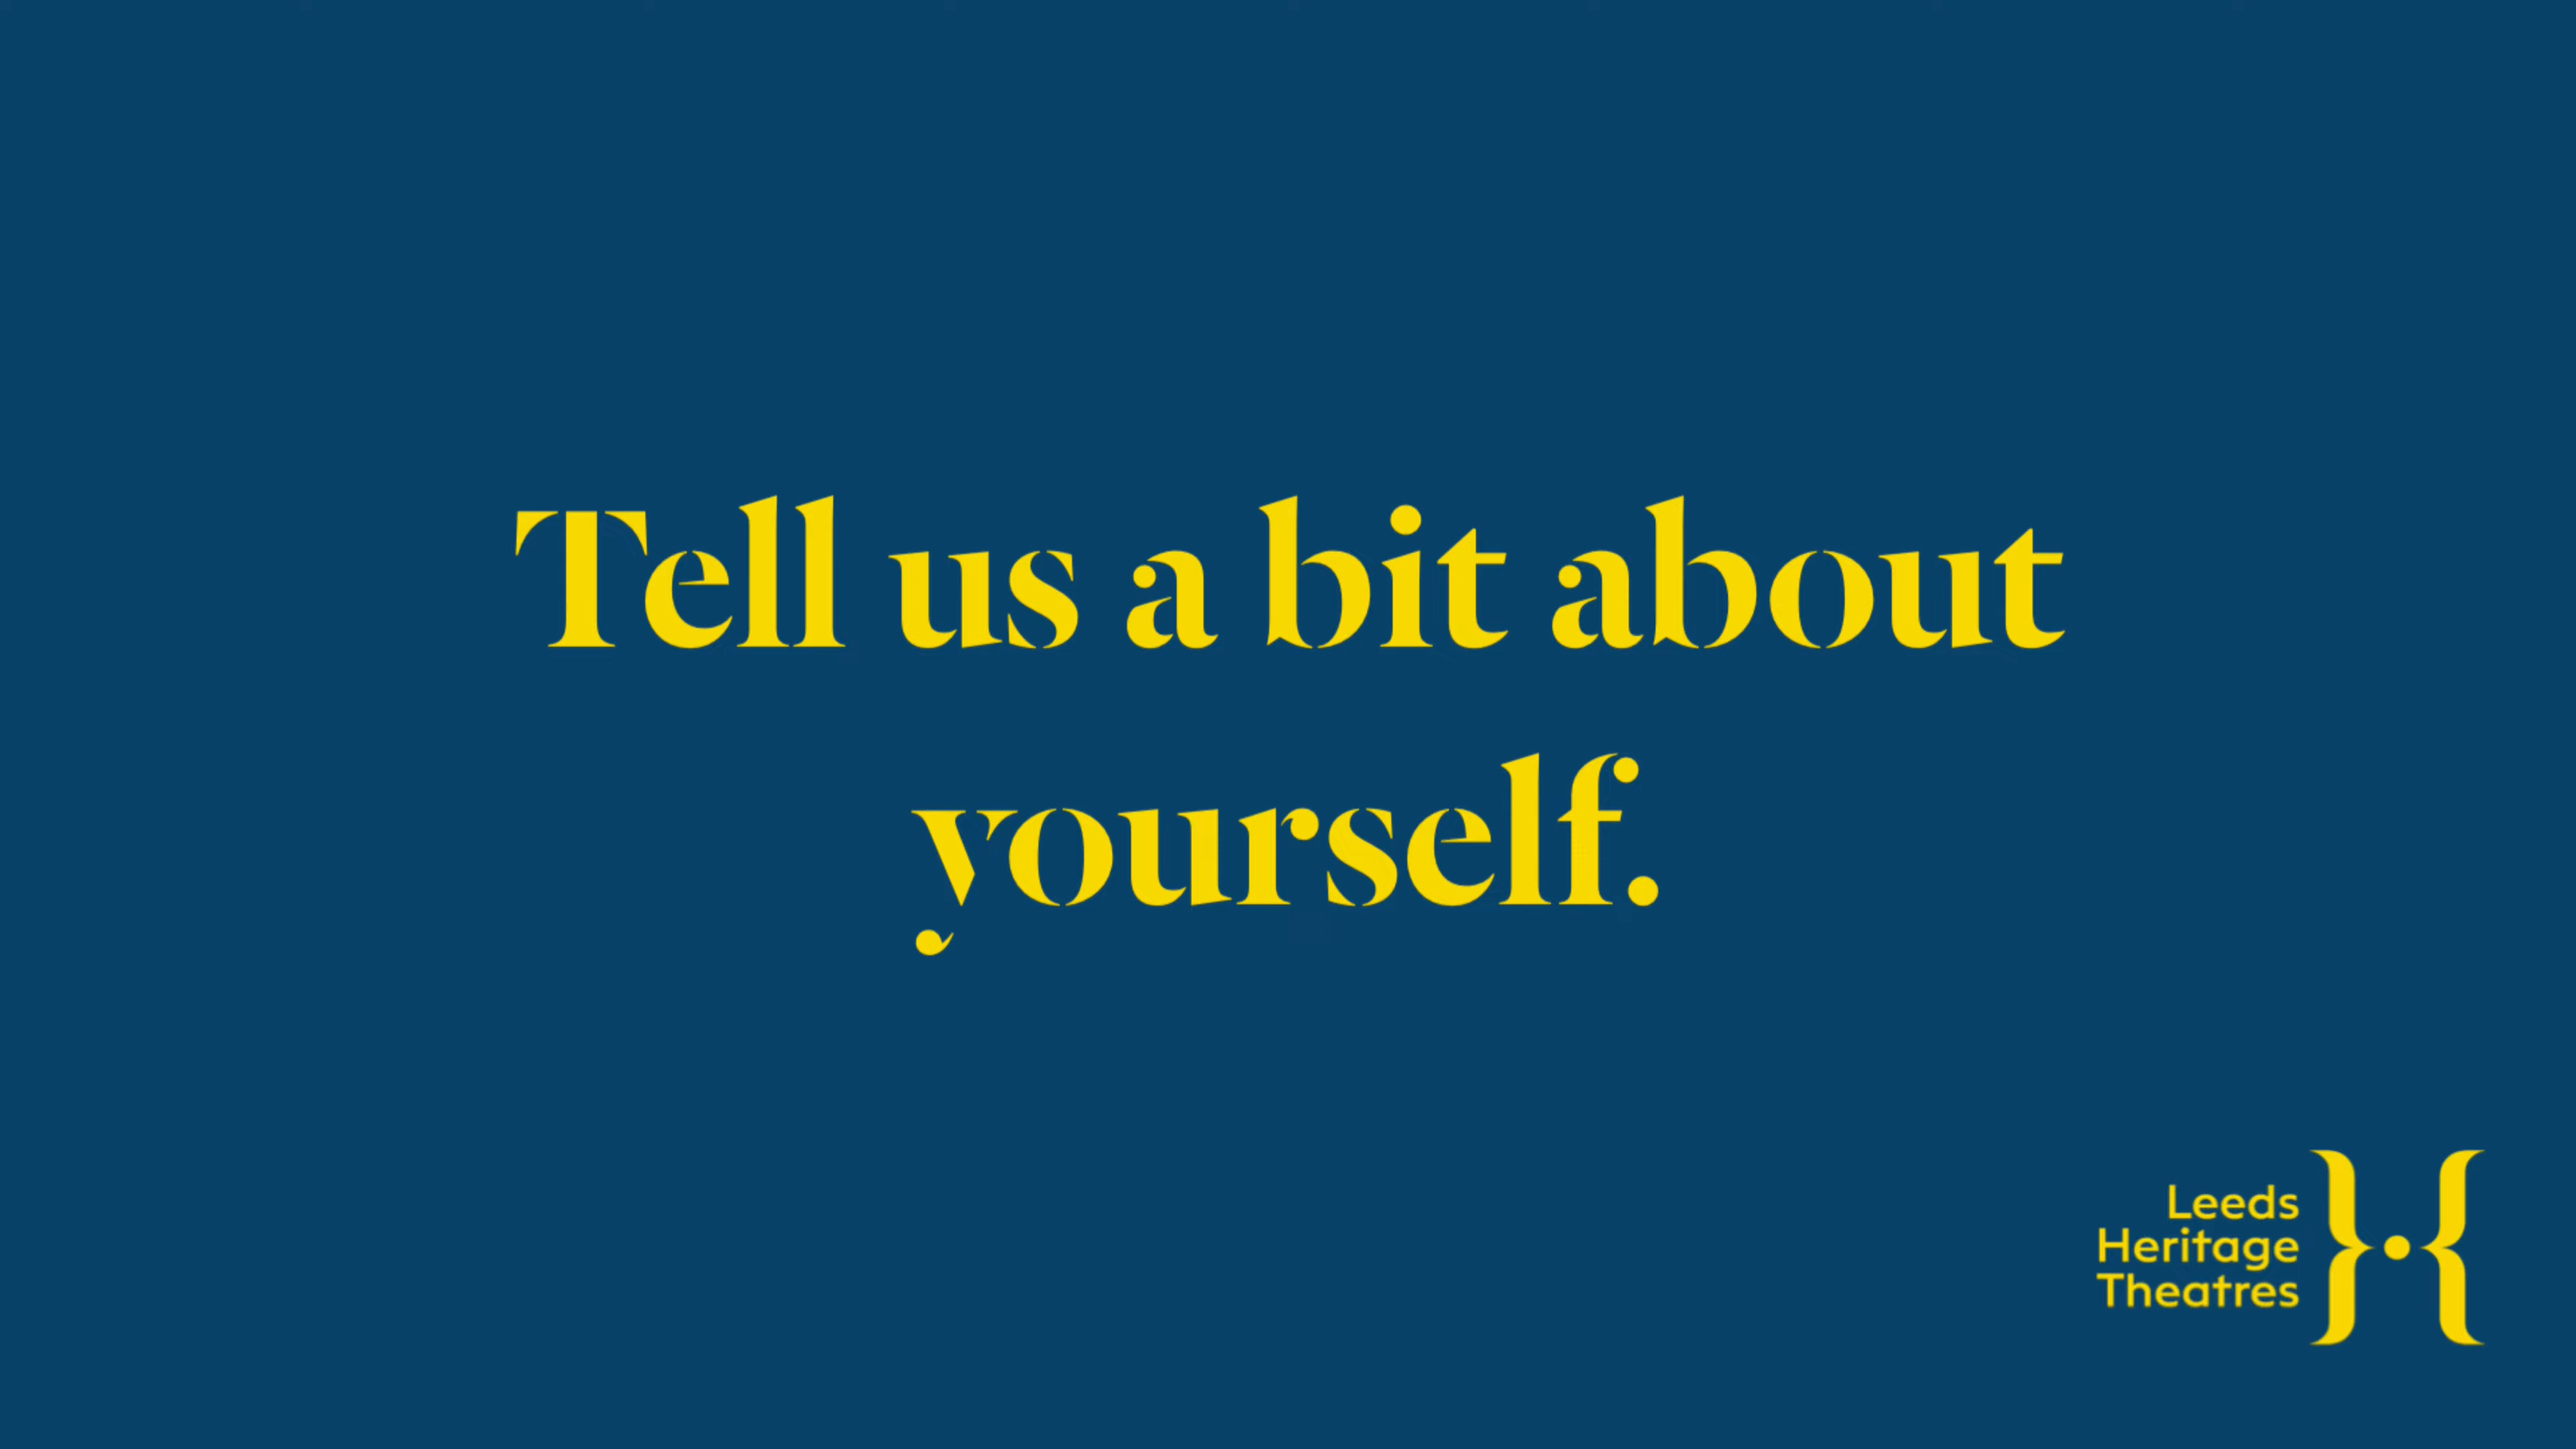 Tell us a bit about
yourself.
Leeds
Heritage
Theatres